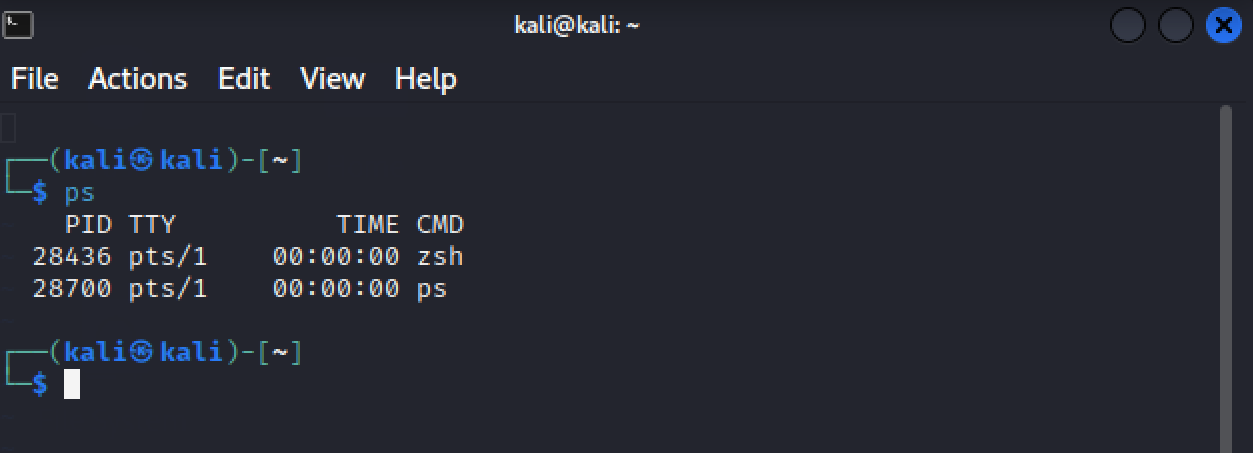 kali@kali: ~
File Actions Edit View Help
┌──(kali㉿kali)-[~]
└─$ ps
    PID TTY          TIME CMD
  28436 pts/1    00:00:00 zsh
  28700 pts/1    00:00:00 ps
┌──(kali㉿kali)-[~]
└─$